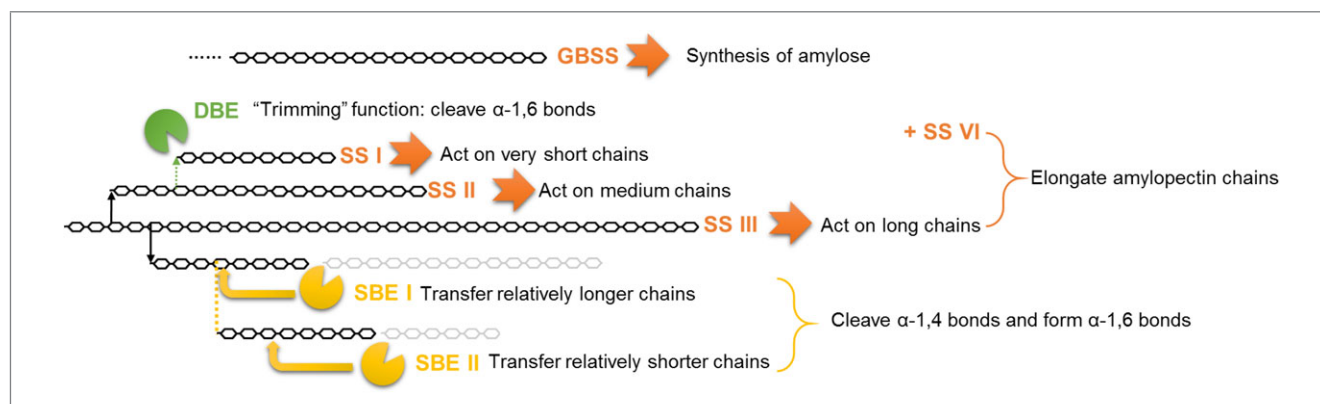 GBSS Synthesis of amylose
DBE “Trimming” function: cleave α-1,6 bonds
+ SS VI
SS I Act on very short chains
Elongate amylopectin chains
SS II Act on medium chains
SS III Act on long chains
SBE I Transfer relatively longer chains
Cleave α-1,4 bonds and form α-1,6 bonds
SBE II Transfer relatively shorter chains